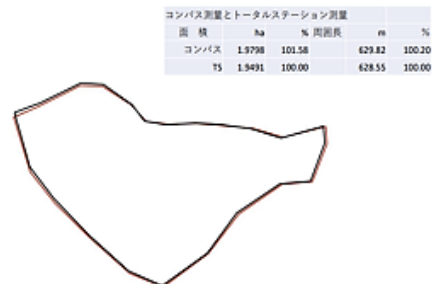 コンパス測量とトータルステーション測量
面 積 ha % 周囲長 m %
コンパス 1.9798 101.58 629.82 100.20
TS 1.9491 100.00 628.55 100.00